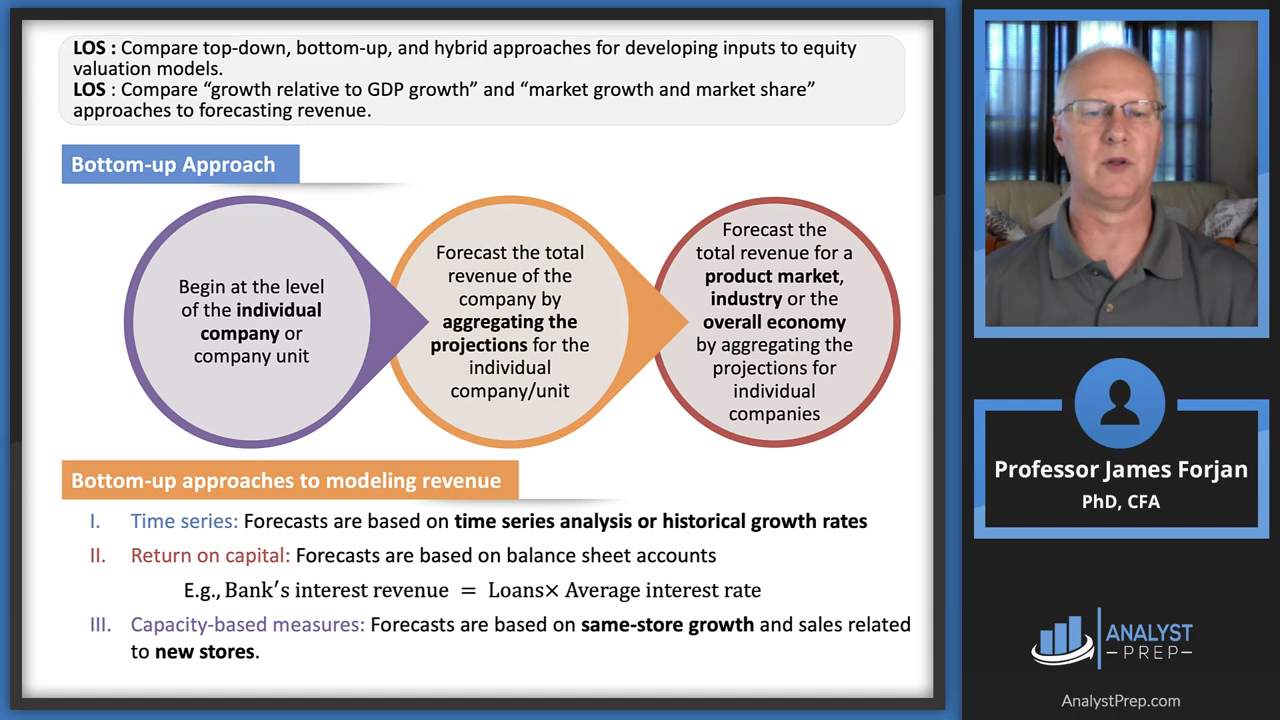 LOS : Compare top-down, bottom-up, and hybrid approaches for developing inputs to equity
valuation models.
LOS : Compare “growth relative to GDP growth” and “market growth and market share”
approaches to forecasting revenue.
Bottom-up Approach
Begin at the level
of the individual
company or
company unit
Forecast the total
revenue of the
company by
aggregating the
projections for the
individual
company/unit
Forecast the
total revenue for a
product market,
industry or the
overall economy
by aggregating the
projections for
individual
companies
Bottom-up approaches to modeling revenue
I. Time series: Forecasts are based on time series analysis or historical growth rates
II. Return on capital: Forecasts are based on balance sheet accounts
E.g., Bank′s interest revenue = Loans× Average interest rate
III. Capacity-based measures: Forecasts are based on same-store growth and sales related
to new stores.
Professor James Forjan
PhD, CFA
ANALYST
–PREP–
AnalystPrep.com